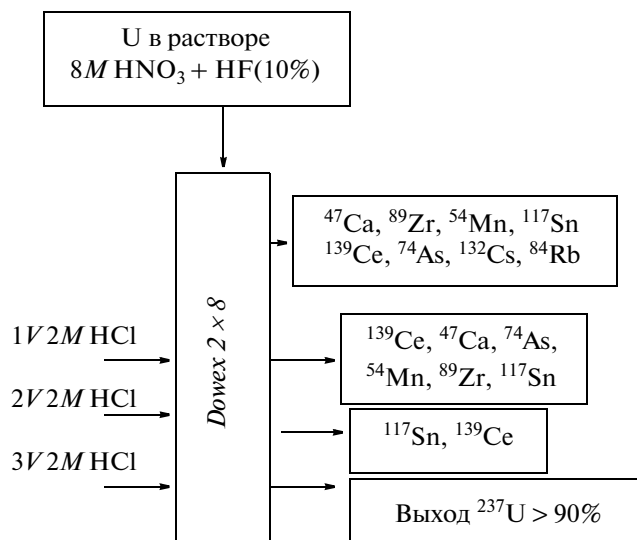 U в растворе
8M HNO₃ + HF(10%)
⁴⁷Ca, ⁸⁹Zr, ⁵⁴Mn, ¹¹⁷Sn
¹³⁹Ce, ⁷⁴As, ¹³²Cs, ⁸⁴Rb
Dowex 2 × 8
1V 2M HCl
¹³⁹Ce, ⁴⁷Ca, ⁷⁴As,
⁵⁴Mn, ⁸⁹Zr, ¹¹⁷Sn
2V 2M HCl
¹¹⁷Sn, ¹³⁹Ce
3V 2M HCl
Выход ²³⁷U > 90%